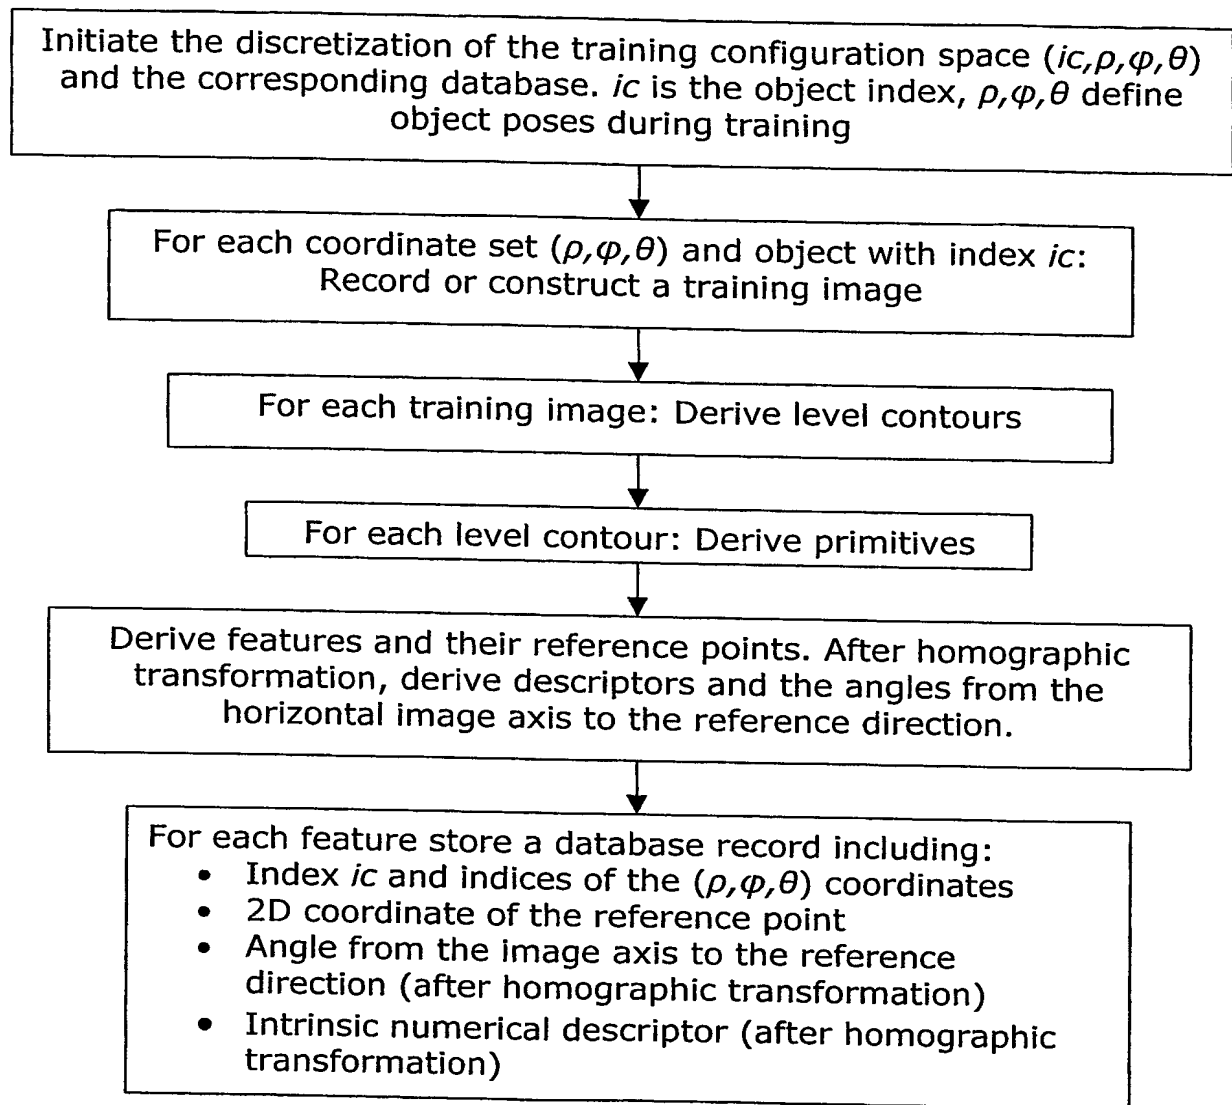 Initiate the discretization of the training configuration space (ic,ρ,φ,θ)
and the corresponding database. ic is the object index, ρ,φ,θ define
object poses during training
For each coordinate set (ρ,φ,θ) and object with index ic:
Record or construct a training image
For each training image: Derive level contours
For each level contour: Derive primitives
Derive features and their reference points. After homographic
transformation, derive descriptors and the angles from the
horizontal image axis to the reference direction.
For each feature store a database record including:
• Index ic and indices of the (ρ,φ,θ) coordinates
• 2D coordinate of the reference point
• Angle from the image axis to the reference
direction (after homographic transformation)
• Intrinsic numerical descriptor (after homographic
transformation)